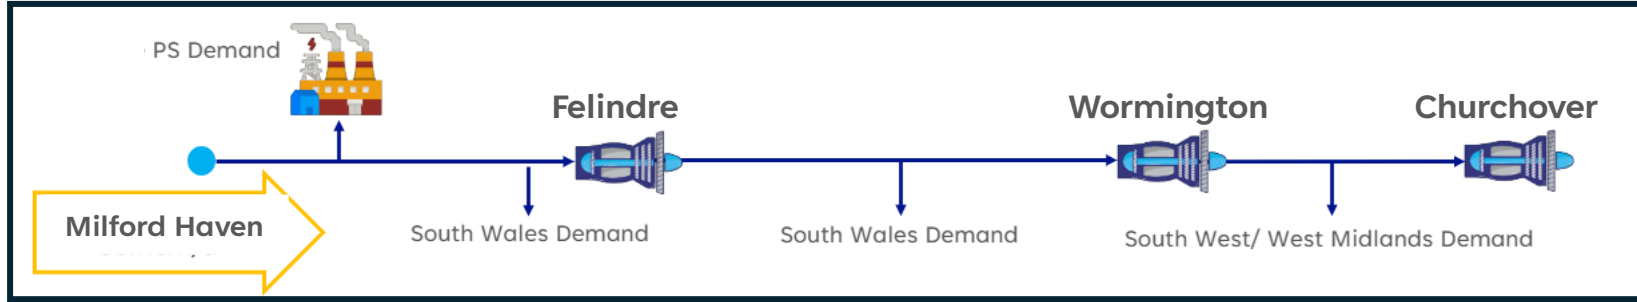 PS Demand
Felindre
Wormington
Churchover
Milford Haven
South Wales Demand
South Wales Demand
South West/ West Midlands Demand